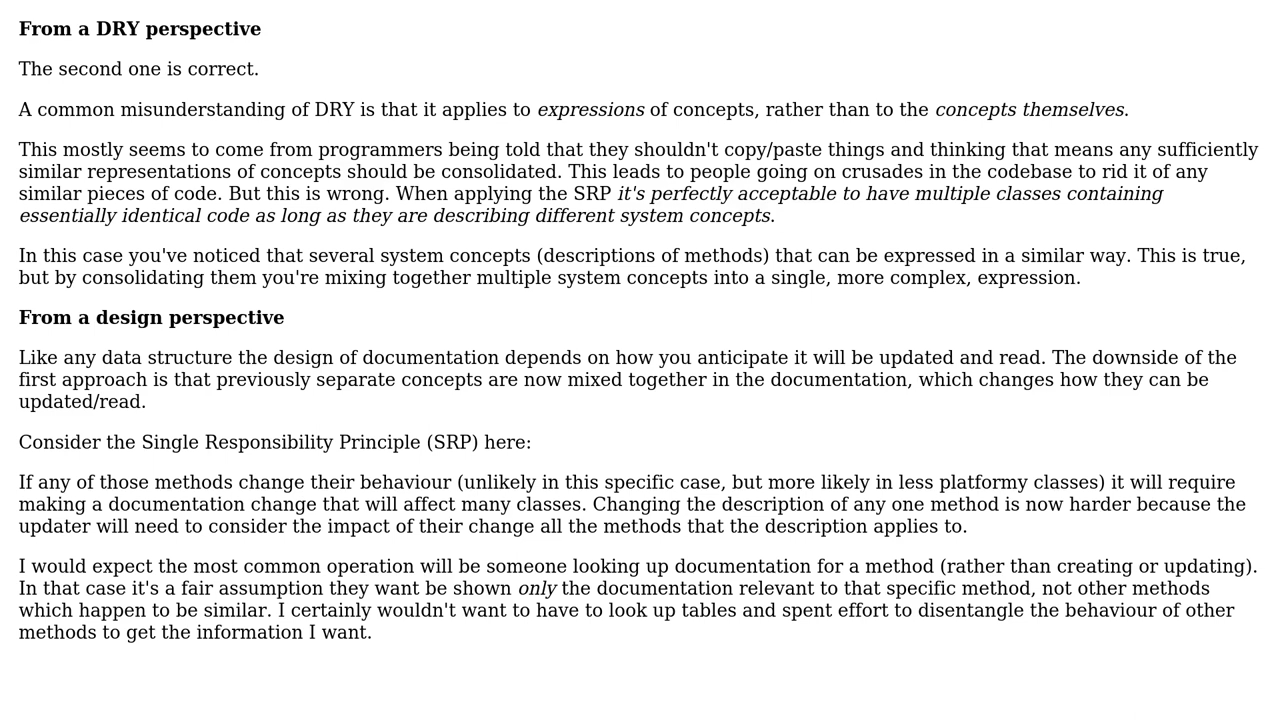 From a DRY perspective
The second one is correct.
A common misunderstanding of DRY is that it applies to expressions of concepts, rather than to the concepts themselves.
This mostly seems to come from programmers being told that they shouldn't copy/paste things and thinking that means any sufficiently
similar representations of concepts should be consolidated. This leads to people going on crusades in the codebase to rid it of any
similar pieces of code. But this is wrong. When applying the SRP it's perfectly acceptable to have multiple classes containing
essentially identical code as long as they are describing different system concepts.
In this case you've noticed that several system concepts (descriptions of methods) that can be expressed in a similar way. This is true,
but by consolidating them you're mixing together multiple system concepts into a single, more complex, expression.
From a design perspective
Like any data structure the design of documentation depends on how you anticipate it will be updated and read. The downside of the
first approach is that previously separate concepts are now mixed together in the documentation, which changes how they can be
updated/read.
Consider the Single Responsibility Principle (SRP) here:
If any of those methods change their behaviour (unlikely in this specific case, but more likely in less platformy classes) it will require
making a documentation change that will affect many classes. Changing the description of any one method is now harder because the
updater will need to consider the impact of their change all the methods that the description applies to.
I would expect the most common operation will be someone looking up documentation for a method (rather than creating or updating).
In that case it's a fair assumption they want be shown only the documentation relevant to that specific method, not other methods
which happen to be similar. I certainly wouldn't want to have to look up tables and spent effort to disentangle the behaviour of other
methods to get the information I want.